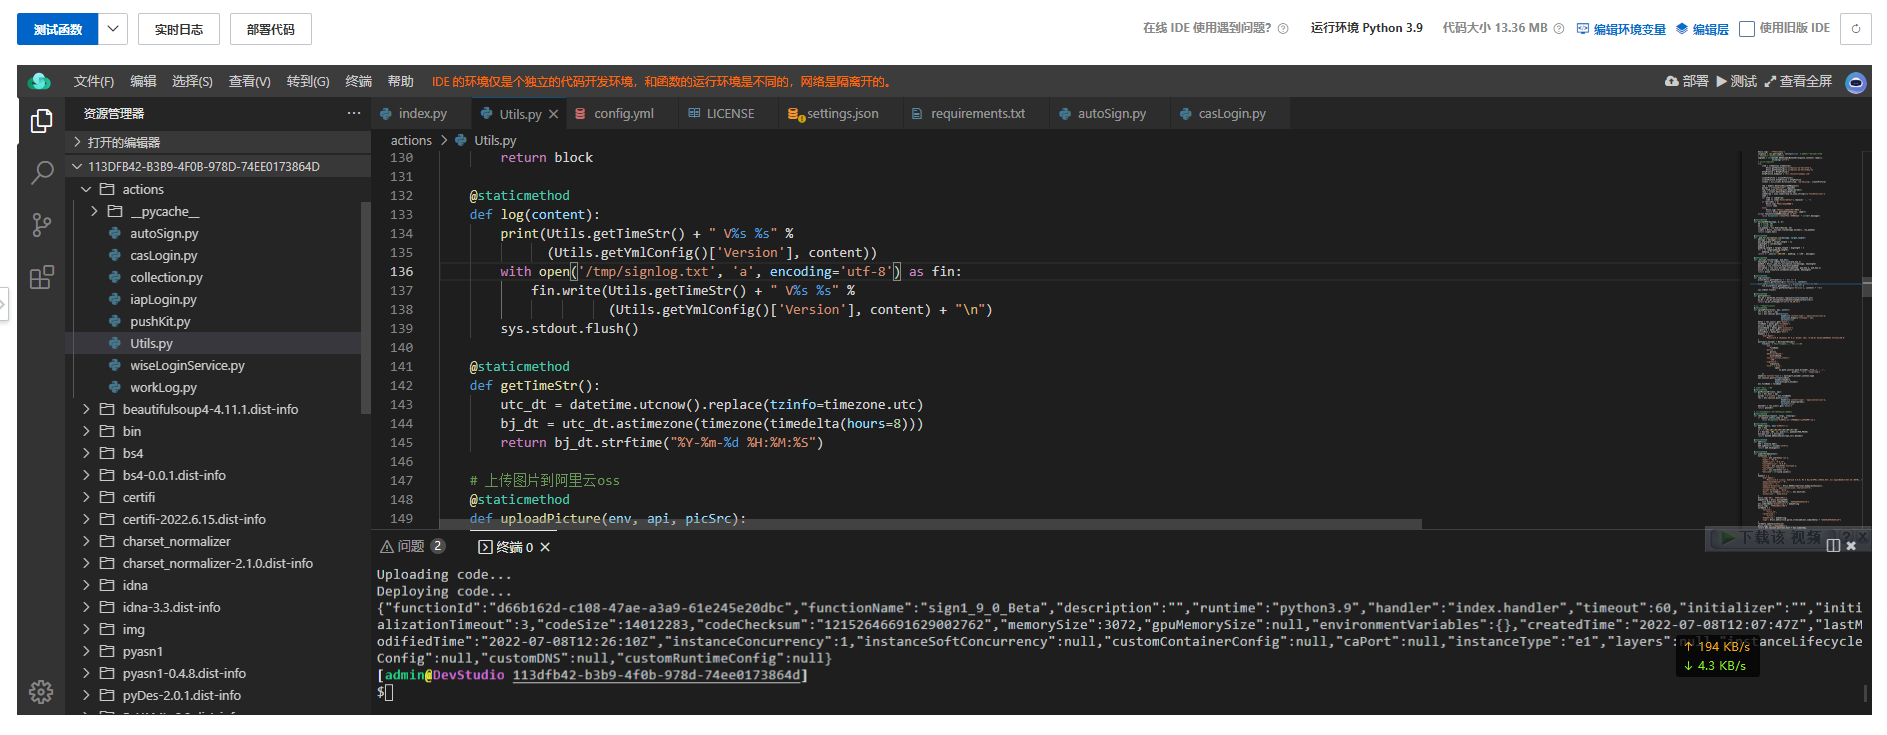 测试函数 实时日志 部署代码 在线 IDE 使用遇到问题? 运行环境 Python 3.9 代码大小 13.36 MB 编辑环境变量 编辑层 使用旧版 IDE
文件(F) 编辑 选择(S) 查看(V) 转到(G) 终端 帮助 IDE 的环境仅是个独立的代码开发环境，和函数的运行环境是不同的，网络是隔离开的。 部署 测试 查看全屏
资源管理器 ...
打开的编辑器
113DFB42-B3B9-4F0B-978D-74EE0173864D
actions
__pycache__
autoSign.py
casLogin.py
collection.py
iapLogin.py
pushKit.py
Utils.py
wiseLoginService.py
workLog.py
beautifulsoup4-4.11.1.dist-info
bin
bs4
bs4-0.0.1.dist-info
certifi
certifi-2022.6.15.dist-info
charset_normalizer
charset_normalizer-2.1.0.dist-info
idna
idna-3.3.dist-info
img
pyasn1
pyasn1-0.4.8.dist-info
pyDes-2.0.1.dist-info
index.py Utils.py config.yml LICENSE settings.json requirements.txt autoSign.py casLogin.py
actions > Utils.py
130 return block
131
132 @staticmethod
133 def log(content):
134 print(Utils.getTimeStr() + " V%s %s" %
135 (Utils.getYmlConfig()['Version'], content))
136 with open('/tmp/signlog.txt', 'a', encoding='utf-8') as fin:
137 fin.write(Utils.getTimeStr() + " V%s %s" %
138 (Utils.getYmlConfig()['Version'], content) + "\n")
139 sys.stdout.flush()
140
141 @staticmethod
142 def getTimeStr():
143 utc_dt = datetime.utcnow().replace(tzinfo=timezone.utc)
144 bj_dt = utc_dt.astimezone(timezone(timedelta(hours=8)))
145 return bj_dt.strftime("%Y-%m-%d %H:%M:%S")
146
147 # 上传图片到阿里云oss
148 @staticmethod
149 def uploadPicture(env, api, picSrc):
问题 2 终端 0
下载该 视频 ?
Uploading code...
Deploying code...
{"functionId":"d66b162d-c108-47ae-a3a9-61e245e20dbc","functionName":"sign1_9_0_Beta","description":"","runtime":"python3.9","handler":"index.handler","timeout":60,"initializer":"","initi
alizationTimeout":3,"codeSize":14012283,"codeChecksum":"12152646691629002762","memorySize":3072,"gpuMemorySize":null,"environmentVariables":{},"createdTime":"2022-07-08T12:07:47Z","lastM
odifiedTime":"2022-07-08T12:26:10Z","instanceConcurrency":1,"instanceSoftConcurrency":null,"customContainerConfig":null,"caPort":null,"instanceType":"e1","layers":null,"instanceLifecycle
Config":null,"customDNS":null,"customRuntimeConfig":null}
[admin@DevStudio 113dfb42-b3b9-4f0b-978d-74ee0173864d]
$
↑ 194 KB/s
↓ 4.3 KB/s